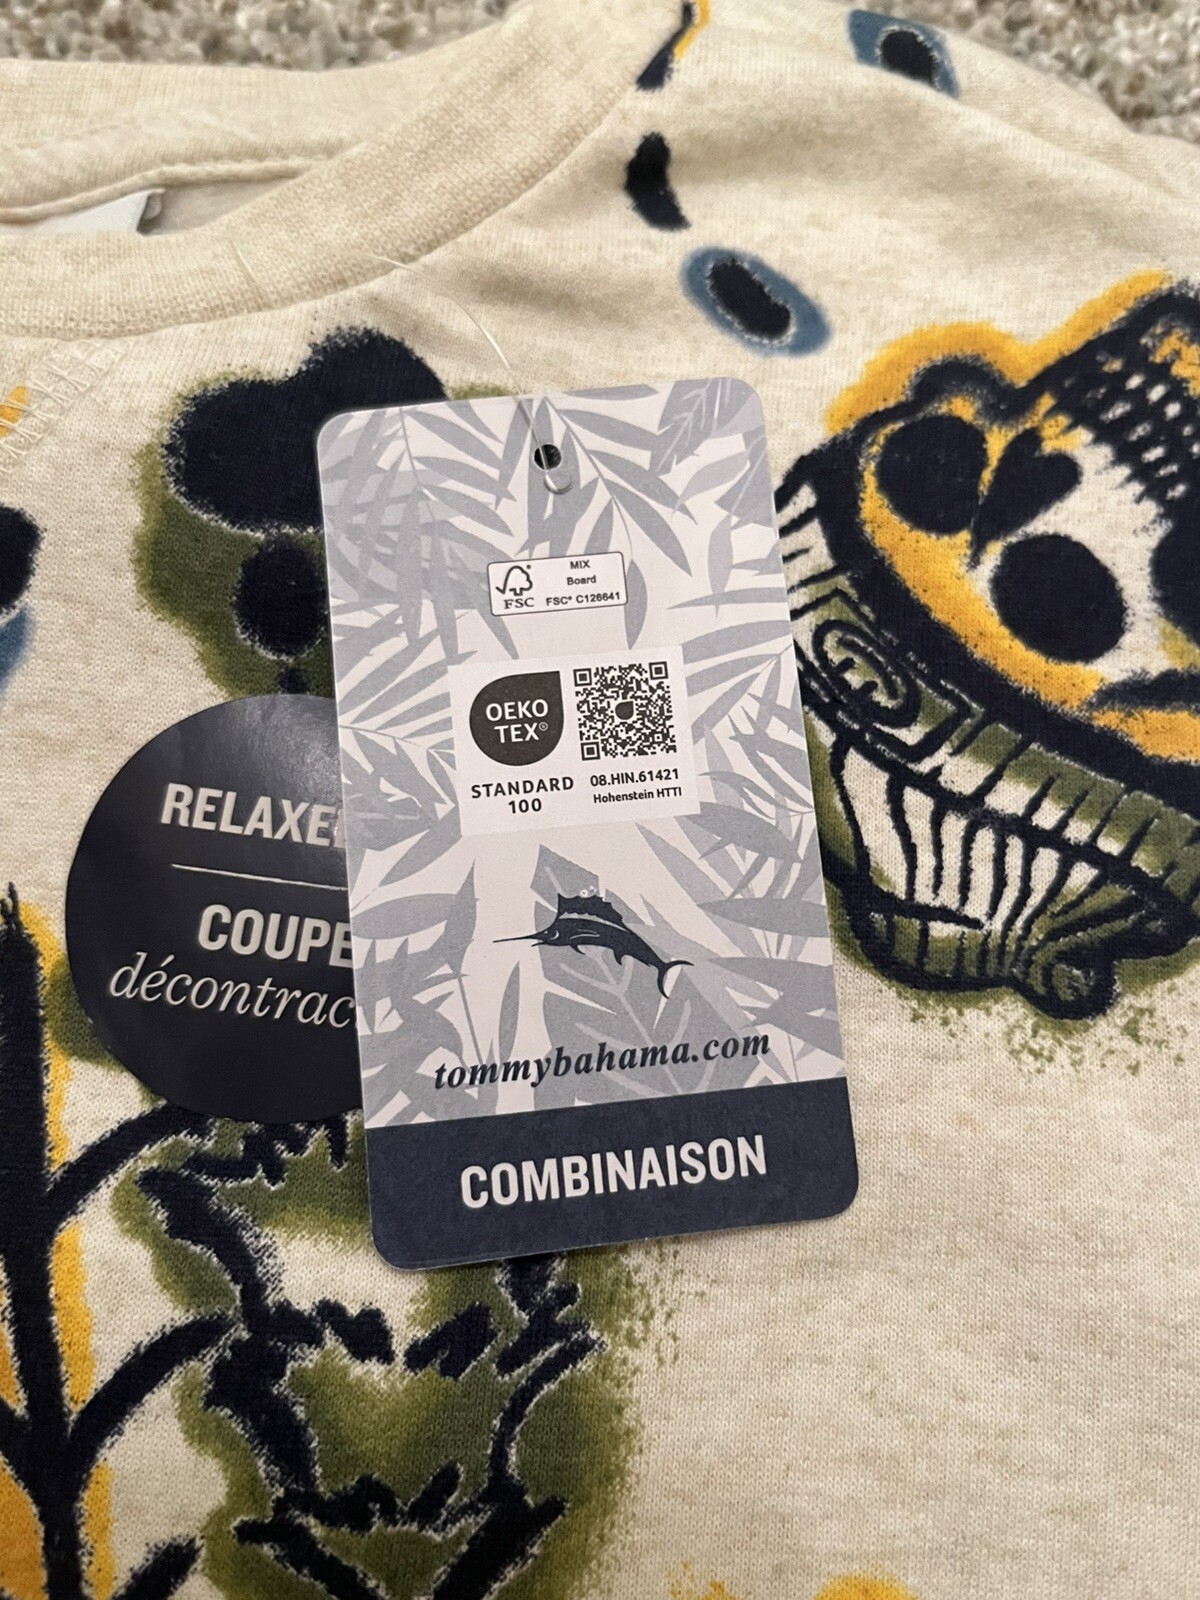 MIX
Board
FSC® C126641
FSC
OEKO
TEX®
STANDARD
100
08.HIN.61421
Hohenstein HTTI
RELAXE
COUPE
décontrac
tommybahama.com
COMBINAISON